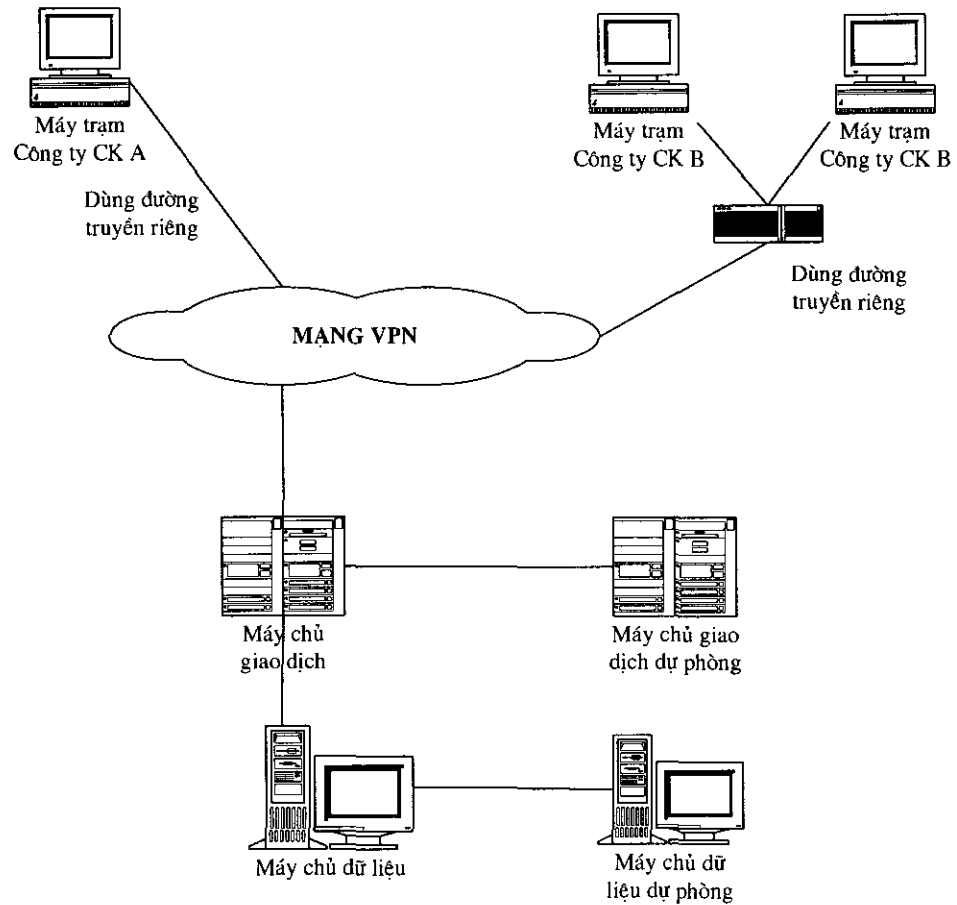 Máy trạm
Công ty CK A
Máy trạm
Công ty CK B
Máy trạm
Công ty CK B
Dùng đường
truyền riêng
Dùng đường
truyền riêng
MẠNG VPN
Máy chủ
giao dịch
Máy chủ giao
dịch dự phòng
Máy chủ dữ liệu
Máy chủ dữ
liệu dự phòng